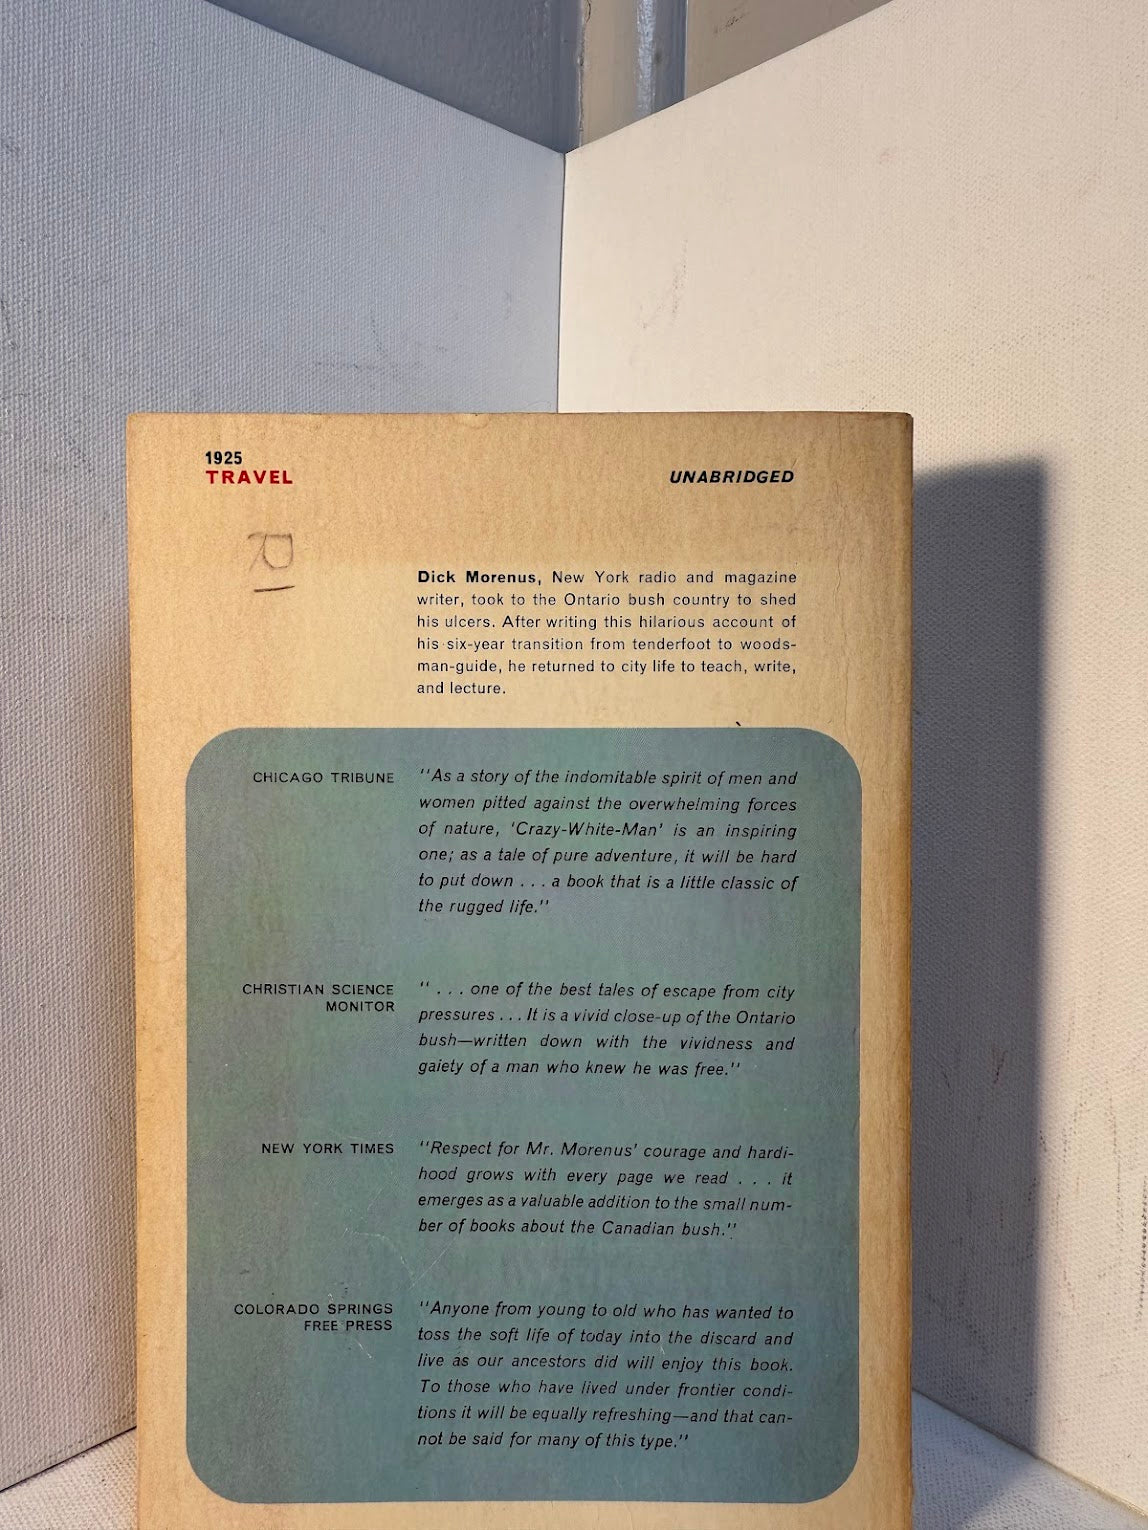 1925
TRAVEL
UNABRIDGED
Dick Morenus, New York radio and magazine
writer, took to the Ontario bush country to shed
his ulcers. After writing this hilarious account of
his six-year transition from tenderfoot to woods-
man-guide, he returned to city life to teach, write,
and lecture.
CHICAGO TRIBUNE
"As a story of the indomitable spirit of men and
women pitted against the overwhelming forces
of nature, 'Crazy-White-Man' is an inspiring
one; as a tale of pure adventure, it will be hard
to put down . . . a book that is a little classic of
the rugged life."
CHRISTIAN SCIENCE
MONITOR
" . . . one of the best tales of escape from city
pressures . . . It is a vivid close-up of the Ontario
bush—written down with the vividness and
gaiety of a man who knew he was free."
NEW YORK TIMES
"Respect for Mr. Morenus' courage and hardi-
hood grows with every page we read . . . it
emerges as a valuable addition to the small num-
ber of books about the Canadian bush."
COLORADO SPRINGS
FREE PRESS
"Anyone from young to old who has wanted to
toss the soft life of today into the discard and
live as our ancestors did will enjoy this book.
To those who have lived under frontier condi-
tions it will be equally refreshing—and that can-
not be said for many of this type."